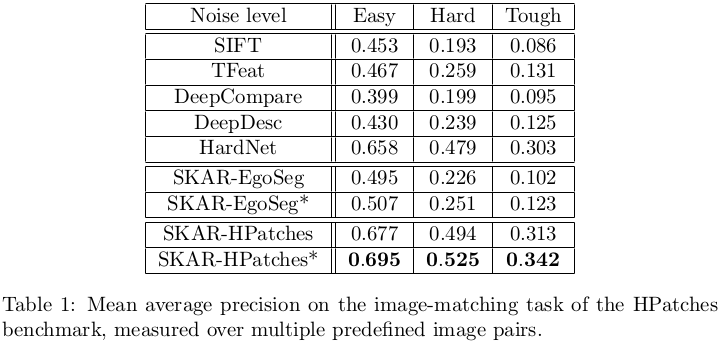 Noise level Easy Hard Tough
SIFT 0.453 0.193 0.086
TFeat 0.467 0.259 0.131
DeepCompare 0.399 0.199 0.095
DeepDesc 0.430 0.239 0.125
HardNet 0.658 0.479 0.303
SKAR-EgoSeg 0.495 0.226 0.102
SKAR-EgoSeg* 0.507 0.251 0.123
SKAR-HPatches 0.677 0.494 0.313
SKAR-HPatches* 0.695 0.525 0.342
Table 1: Mean average precision on the image-matching task of the HPatches
benchmark, measured over multiple predefined image pairs.